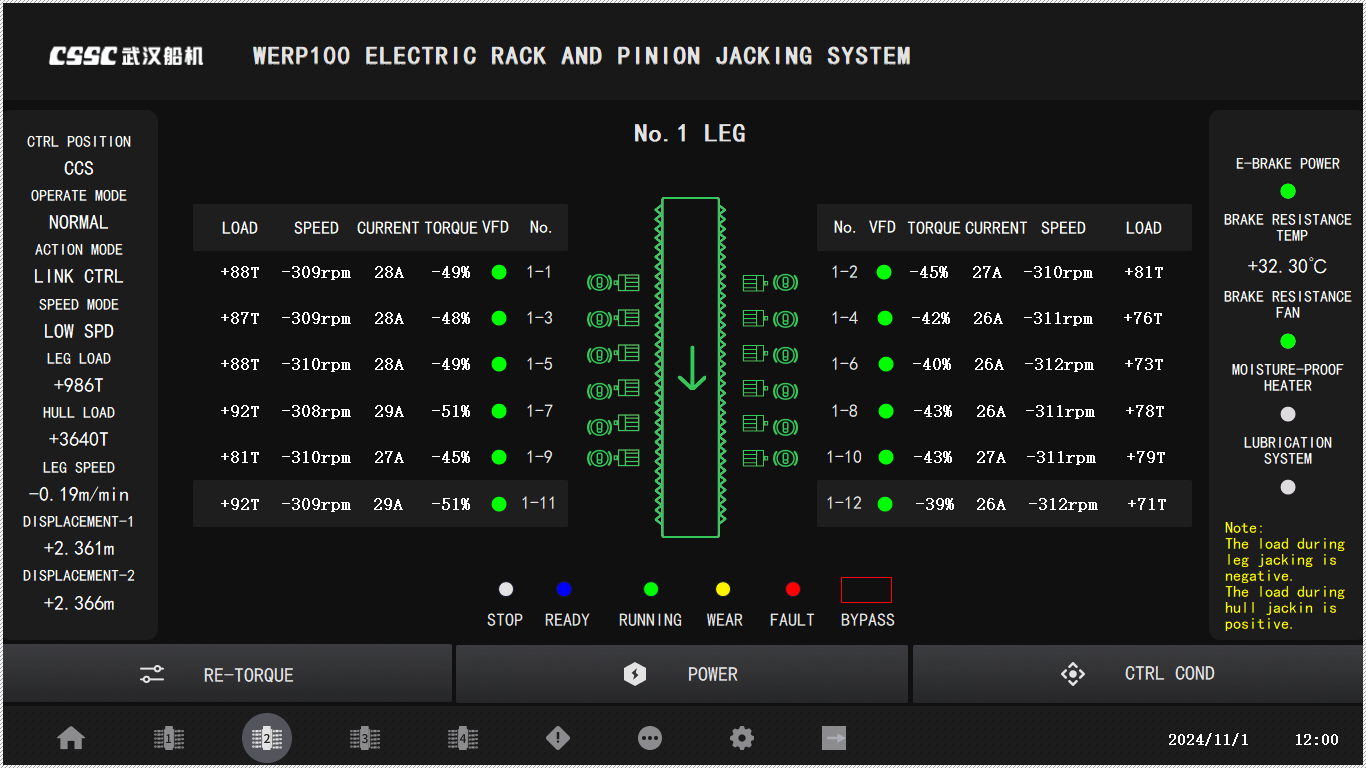 CSSC 武汉船机
WERP100 ELECTRIC RACK AND PINION JACKING SYSTEM
CTRL POSITION
CCS
OPERATE MODE
NORMAL
ACTION MODE
LINK CTRL
SPEED MODE
LOW SPD
LEG LOAD
+986T
HULL LOAD
+3640T
LEG SPEED
-0.19m/min
DISPLACEMENT-1
+2.361m
DISPLACEMENT-2
+2.366m
No.1 LEG
LOAD SPEED CURRENT TORQUE VFD No.
+88T -309rpm 28A -49% 1-1
+87T -309rpm 28A -48% 1-3
+88T -310rpm 28A -49% 1-5
+92T -308rpm 29A -51% 1-7
+81T -310rpm 27A -45% 1-9
+92T -309rpm 29A -51% 1-11
No. VFD TORQUE CURRENT SPEED LOAD
1-2 -45% 27A -310rpm +81T
1-4 -42% 26A -311rpm +76T
1-6 -40% 26A -312rpm +73T
1-8 -43% 26A -311rpm +78T
1-10 -43% 27A -311rpm +79T
1-12 -39% 26A -312rpm +71T
STOP READY RUNNING WEAR FAULT BYPASS
E-BRAKE POWER
BRAKE RESISTANCE
TEMP
+32.30℃
BRAKE RESISTANCE
FAN
MOISTURE-PROOF
HEATER
LUBRICATION
SYSTEM
Note:
The load during
leg jacking is
negative.
The load during
hull jackin is
positive.
RE-TORQUE POWER CTRL COND
1 2 3 4
2024/11/1 12:00